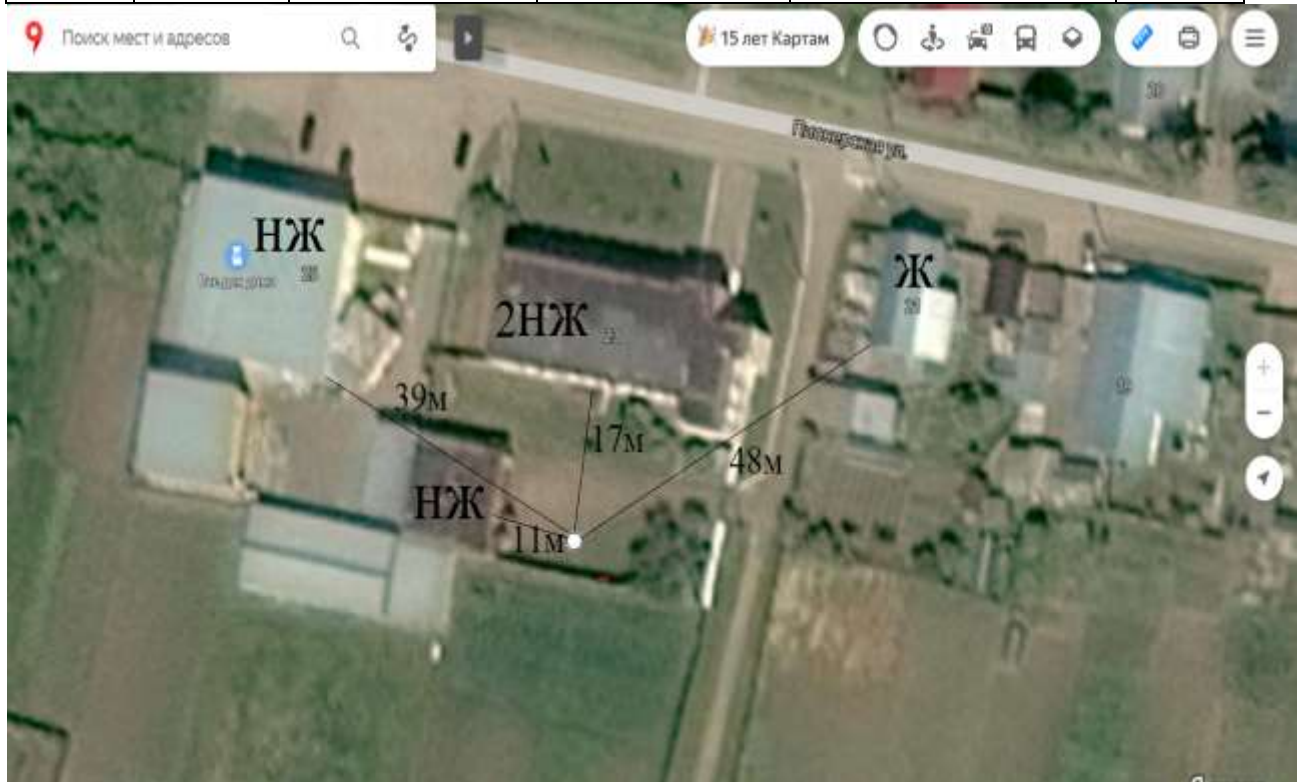 Поиск мест и адресов
15 лет Картам
Пионерская ул.
НЖ
Ж
2НЖ
39м
17м
48м
НЖ
11м